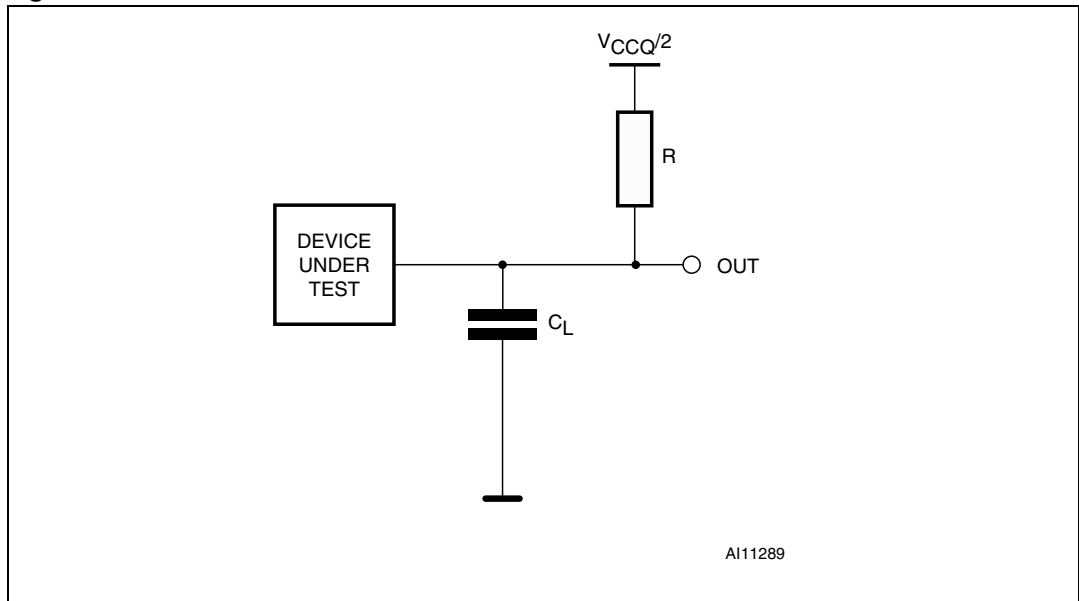 VCCQ/2
R
DEVICE
UNDER
TEST
OUT
CL
AI11289